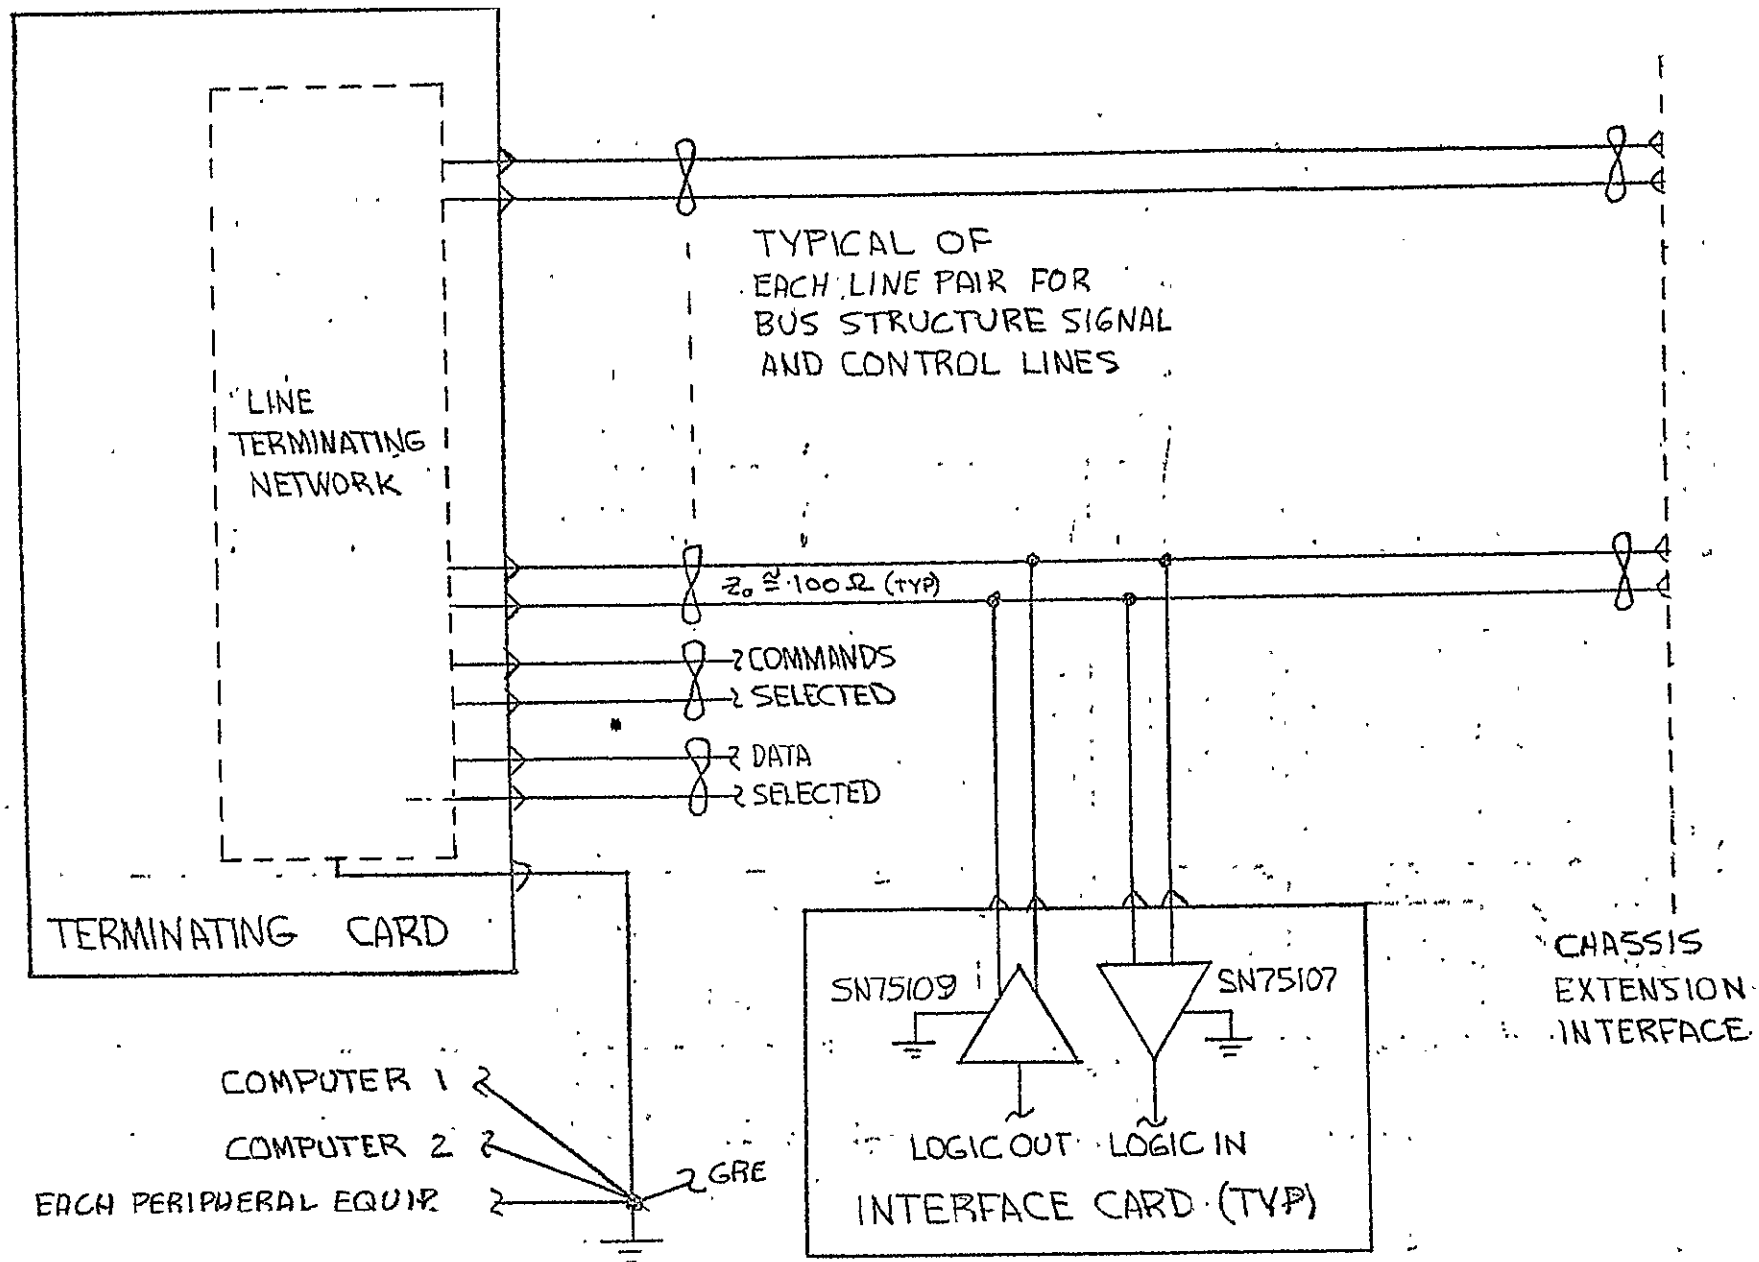 TYPICAL OF
EACH LINE PAIR FOR
BUS STRUCTURE SIGNAL
AND CONTROL LINES
LINE
TERMINATING
NETWORK
Z₀ ≅ 100 Ω (TYP)
COMMANDS
SELECTED
DATA
SELECTED
TERMINATING CARD
SN75109
SN75107
CHASSIS
EXTENSION
INTERFACE
COMPUTER 1
COMPUTER 2
EACH PERIPHERAL EQUIP.
GRE
LOGIC OUT
LOGIC IN
INTERFACE CARD (TYP)